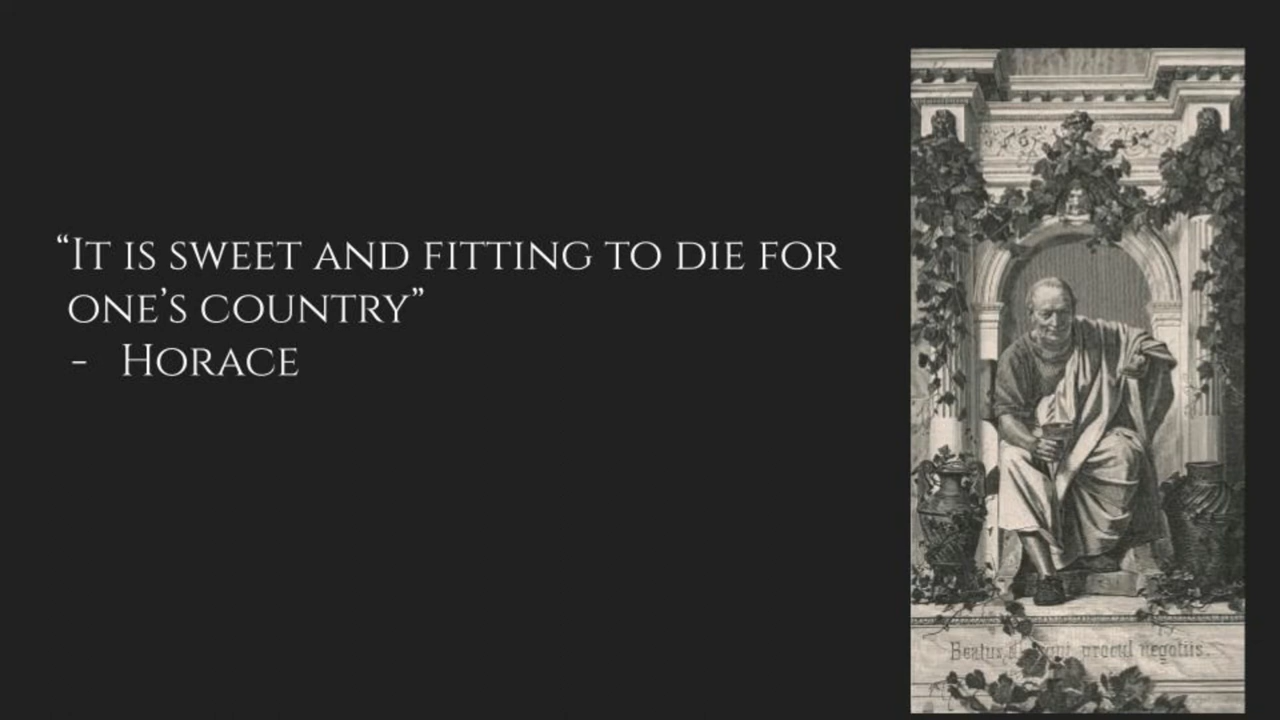 “It is sweet and fitting to die for
one’s country”
- Horace
Beatus procul negotiis.